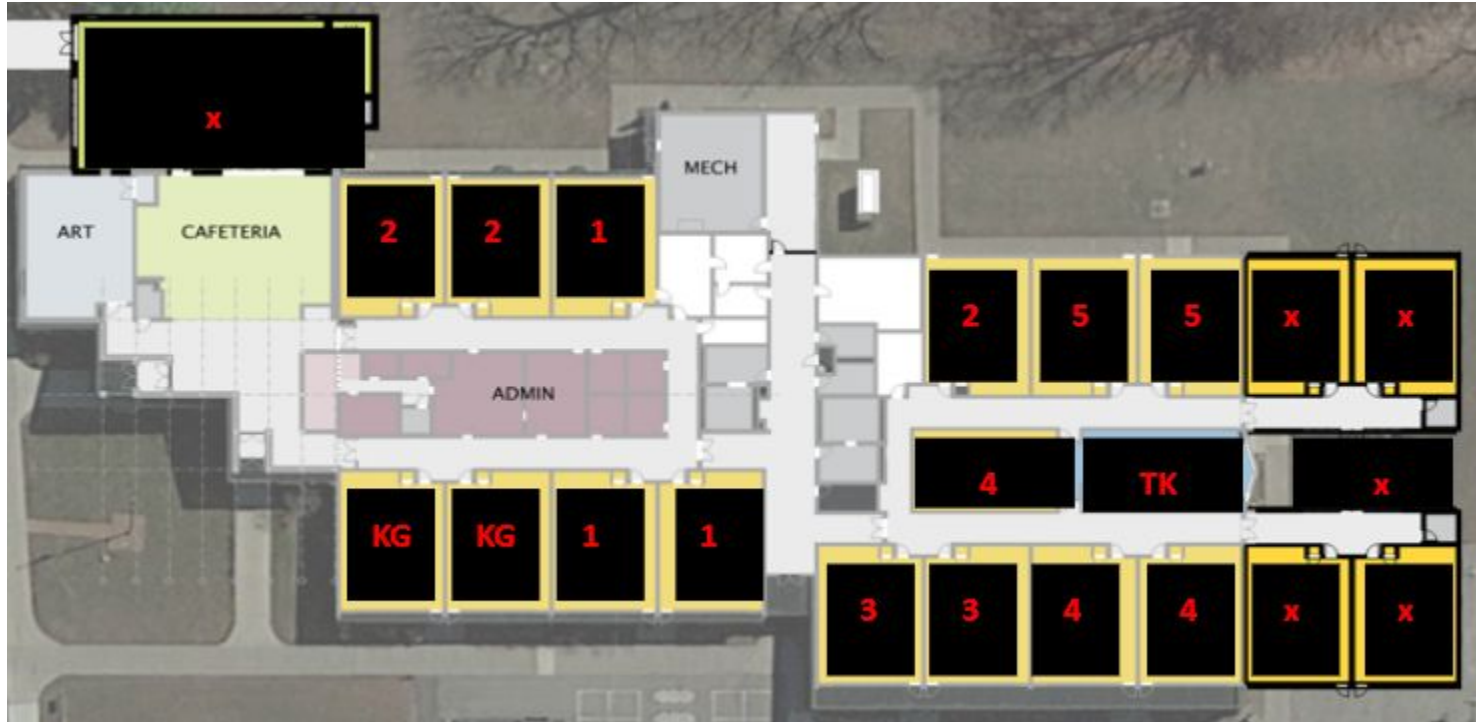 x
MECH
ART
CAFETERIA
2 2 1
2 5 5 x x
ADMIN
4 TK x
KG KG 1 1
3 3 4 4 x x